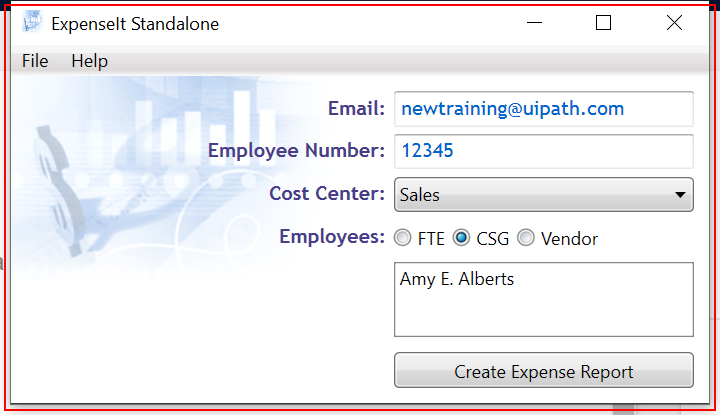 ExpenseIt Standalone
File Help
Email: newtraining@uipath.com
Employee Number: 12345
Cost Center: Sales
Employees: FTE CSG Vendor
Amy E. Alberts
Create Expense Report